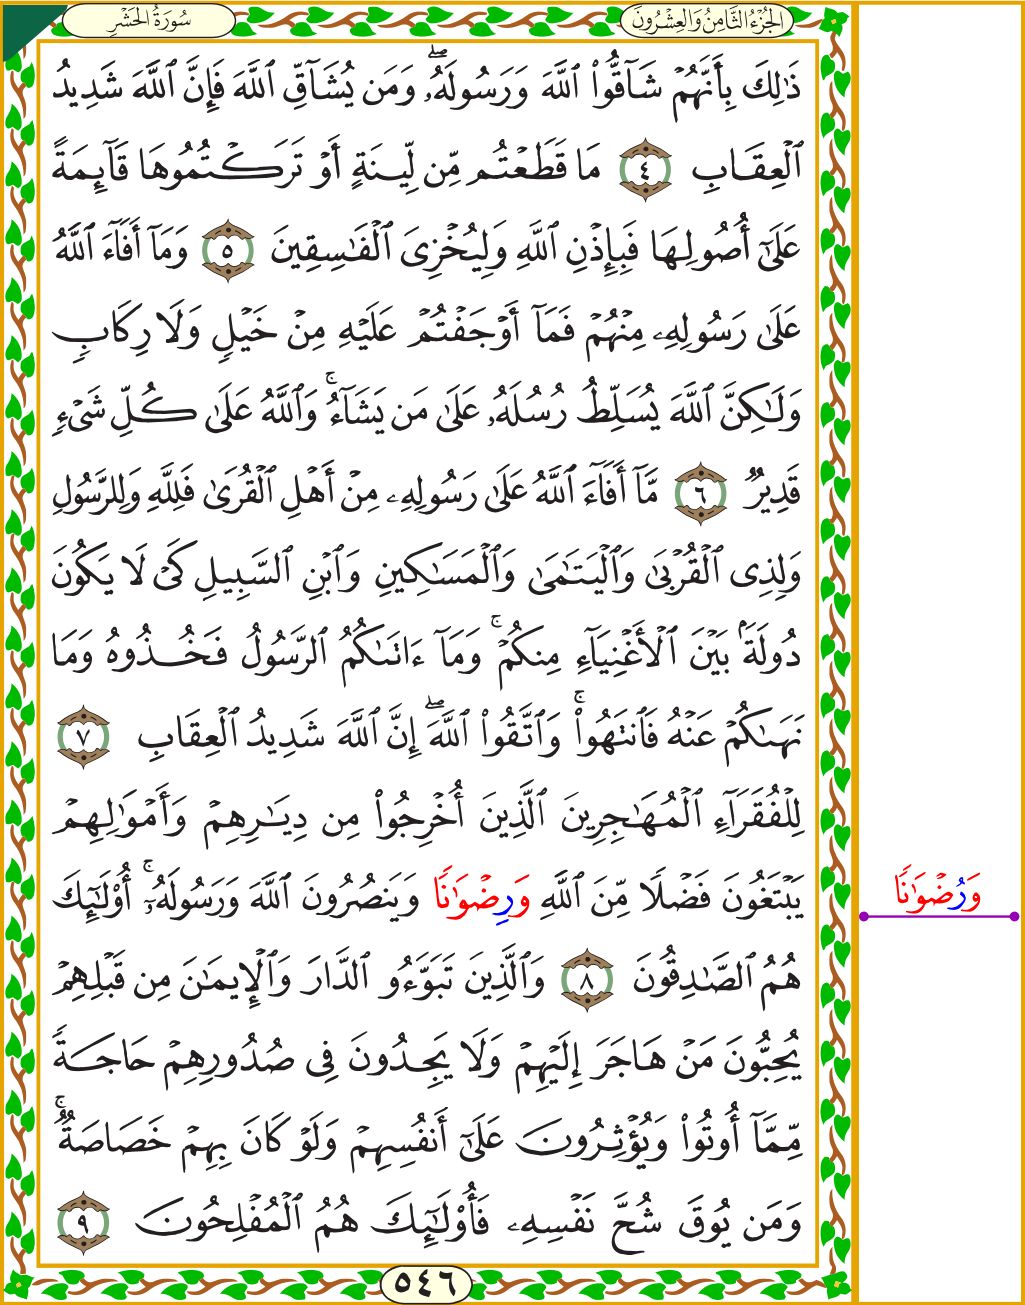 سُورَةُ الحَشْرِ
الجُزْءُ الثَّامِنُ وَالعِشْرُونَ
ذَٰلِكَ بِأَنَّهُمْ شَآقُّوا۟ ٱللَّهَ وَرَسُولَهُۥۖ وَمَن يُشَآقِّ ٱللَّهَ فَإِنَّ ٱللَّهَ شَدِيدُ
ٱلْعِقَابِ ٤ مَا قَطَعْتُم مِّن لِّينَةٍ أَوْ تَرَكْتُمُوهَا قَآئِمَةً
عَلَىٰٓ أُصُولِهَا فَبِإِذْنِ ٱللَّهِ وَلِيُخْزِىَ ٱلْفَٰسِقِينَ ٥ وَمَآ أَفَآءَ ٱللَّهُ
عَلَىٰ رَسُولِهِۦ مِنْهُمْ فَمَآ أَوْجَفْتُمْ عَلَيْهِ مِنْ خَيْلٍ وَلَا رِكَابٍ
وَلَٰكِنَّ ٱللَّهَ يُسَلِّطُ رُسُلَهُۥ عَلَىٰ مَن يَشَآءُۚ وَٱللَّهُ عَلَىٰ كُلِّ شَىْءٍ
قَدِيرٌ ٦ مَّآ أَفَآءَ ٱللَّهُ عَلَىٰ رَسُولِهِۦ مِنْ أَهْلِ ٱلْقُرَىٰ فَلِلَّهِ وَلِلرَّسُولِ
وَلِذِى ٱلْقُرْبَىٰ وَٱلْيَتَٰمَىٰ وَٱلْمَسَٰكِينِ وَٱبْنِ ٱلسَّبِيلِ كَىْ لَا يَكُونَ
دُولَةًۢ بَيْنَ ٱلْأَغْنِيَآءِ مِنكُمْۚ وَمَآ ءَاتَىٰكُمُ ٱلرَّسُولُ فَخُذُوهُ وَمَا
نَهَىٰكُمْ عَنْهُ فَٱنتَهُوا۟ۚ وَٱتَّقُوا۟ ٱللَّهَۖ إِنَّ ٱللَّهَ شَدِيدُ ٱلْعِقَابِ ٧
لِلْفُقَرَآءِ ٱلْمُهَٰجِرِينَ ٱلَّذِينَ أُخْرِجُوا۟ مِن دِيَٰرِهِمْ وَأَمْوَٰلِهِمْ
يَبْتَغُونَ فَضْلًا مِّنَ ٱللَّهِ وَرِضْوَٰنًا وَيَنصُرُونَ ٱللَّهَ وَرَسُولَهُۥٓۚ أُو۟لَٰٓئِكَ
وَرُضْوَٰنًا
هُمُ ٱلصَّٰدِقُونَ ٨ وَٱلَّذِينَ تَبَوَّءُو ٱلدَّارَ وَٱلْإِيمَٰنَ مِن قَبْلِهِمْ
يُحِبُّونَ مَنْ هَاجَرَ إِلَيْهِمْ وَلَا يَجِدُونَ فِى صُدُورِهِمْ حَاجَةً
مِّمَّآ أُوتُوا۟ وَيُؤْثِرُونَ عَلَىٰٓ أَنفُسِهِمْ وَلَوْ كَانَ بِهِمْ خَصَاصَةٌۚ
وَمَن يُوقَ شُحَّ نَفْسِهِۦ فَأُو۟لَٰٓئِكَ هُمُ ٱلْمُفْلِحُونَ ٩
٥٤٦